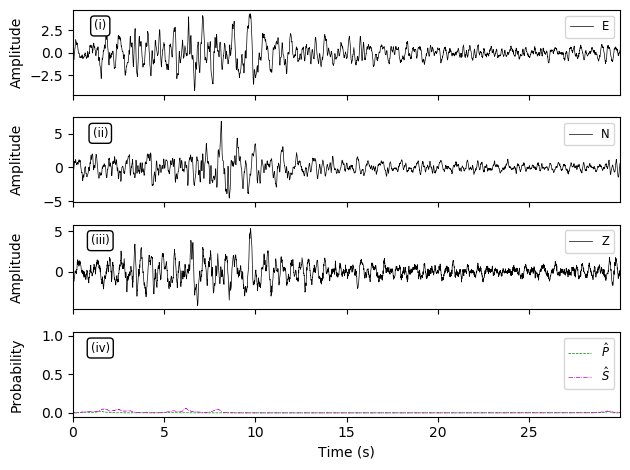 (i)
E
Amplitude
2.5
0.0
−2.5
(ii)
N
Amplitude
5
0
−5
(iii)
Z
Amplitude
5
0
(iv)
P̂
Ŝ
Probability
1.0
0.5
0.0
0 5 10 15 20 25
Time (s)